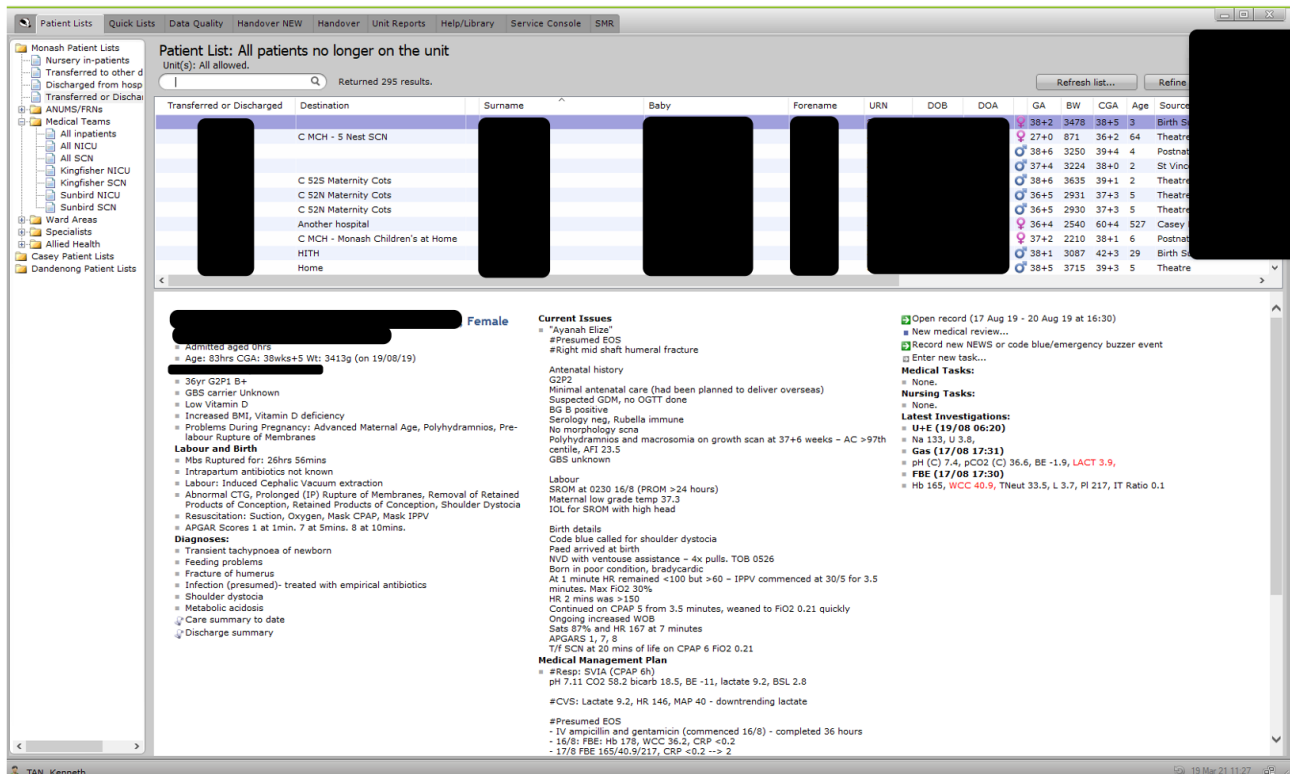 Patient Lists Quick Lists Data Quality Handover NEW Handover Unit Reports Help/Library Service Console SMR
Monash Patient Lists
Nursery in-patients
Transferred to other d
Discharged from hosp
Transferred or Dischar
ANUMS/FRNs
Medical Teams
All inpatients
All NICU
All SCN
Kingfisher NICU
Kingfisher SCN
Sunbird NICU
Sunbird SCN
Ward Areas
Specialists
Allied Health
Casey Patient Lists
Dandenong Patient Lists
Patient List: All patients no longer on the unit
Unit(s): All allowed.
Returned 295 results.
Refresh list... Refine
Transferred or Discharged Destination Surname Baby Forename URN DOB DOA GA BW CGA Age Source
38+2 3478 38+5 3 Birth Su
C MCH - 5 Nest SCN 27+0 871 36+2 64 Theatre
38+6 3250 39+4 4 Postnat
37+4 3224 38+0 2 St Vinc
C 52S Maternity Cots 38+6 3635 39+1 2 Theatre
C 52N Maternity Cots 36+5 2931 37+3 5 Theatre
C 52N Maternity Cots 36+5 2930 37+3 5 Theatre
Another hospital 36+4 2540 60+4 527 Casey
C MCH - Monash Children's at Home 37+2 2210 38+1 6 Postnat
HITH 38+1 3087 42+3 29 Birth Su
Home 38+5 3715 39+3 5 Theatre
Female
Admitted aged 0hrs
Age: 83hrs CGA: 38wks+5 Wt: 3413g (on 19/08/19)
36yr G2P1 B+
GBS carrier Unknown
Low Vitamin D
Increased BMI, Vitamin D deficiency
Problems During Pregnancy: Advanced Maternal Age, Polyhydramnios, Pre-
labour Rupture of Membranes
Labour and Birth
Mbs Ruptured for: 26hrs 56mins
Intrapartum antibiotics not known
Labour: Induced Cephalic Vacuum extraction
Abnormal CTG, Prolonged (IP) Rupture of Membranes, Removal of Retained
Products of Conception, Retained Products of Conception, Shoulder Dystocia
Resuscitation: Suction, Oxygen, Mask CPAP, Mask IPPV
APGAR Scores 1 at 1min. 7 at 5mins. 8 at 10mins.
Diagnoses:
Transient tachypnoea of newborn
Feeding problems
Fracture of humerus
Infection (presumed)- treated with empirical antibiotics
Shoulder dystocia
Metabolic acidosis
Care summary to date
Discharge summary
Current Issues
"Ayanah Elize"
#Presumed EOS
#Right mid shaft humeral fracture
Antenatal history
G2P2
Minimal antenatal care (had been planned to deliver overseas)
Suspected GDM, no OGTT done
BG B positive
Serology neg, Rubella immune
No morphology scna
Polyhydramnios and macrosomia on growth scan at 37+6 weeks – AC >97th
centile, AFI 23.5
GBS unknown
Labour
SROM at 0230 16/8 (PROM >24 hours)
Maternal low grade temp 37.3
IOL for SROM with high head
Birth details
Code blue called for shoulder dystocia
Paed arrived at birth
NVD with ventouse assistance – 4x pulls. TOB 0526
Born in poor condition, bradycardic
At 1 minute HR remained <100 but >60 – IPPV commenced at 30/5 for 3.5
minutes. Max FiO2 30%
HR 2 mins was >150
Continued on CPAP 5 from 3.5 minutes, weaned to FiO2 0.21 quickly
Ongoing increased WOB
Sats 87% and HR 167 at 7 minutes
APGARS 1, 7, 8
T/f SCN at 20 mins of life on CPAP 6 FiO2 0.21
Medical Management Plan
#Resp: SVIA (CPAP 6h)
pH 7.11 CO2 58.2 bicarb 18.5, BE -11, lactate 9.2, BSL 2.8
#CVS: Lactate 9.2, HR 146, MAP 40 - downtrending lactate
#Presumed EOS
- IV ampicillin and gentamicin (commenced 16/8) - completed 36 hours
- 16/8: FBE: Hb 178, WCC 36.2, CRP <0.2
- 17/8 FBE 165/40.9/217, CRP <0.2 --> 2
Open record (17 Aug 19 - 20 Aug 19 at 16:30)
New medical review...
Record new NEWS or code blue/emergency buzzer event
Enter new task...
Medical Tasks:
None.
Nursing Tasks:
None.
Latest Investigations:
U+E (19/08 06:20)
Na 133, U 3.8,
Gas (17/08 17:31)
pH (C) 7.4, pCO2 (C) 36.6, BE -1.9, LACT 3.9,
FBE (17/08 17:30)
Hb 165, WCC 40.9, TNeut 33.5, L 3.7, Pl 217, IT Ratio 0.1
TAN, Kenneth
19 Mar 21 11:27